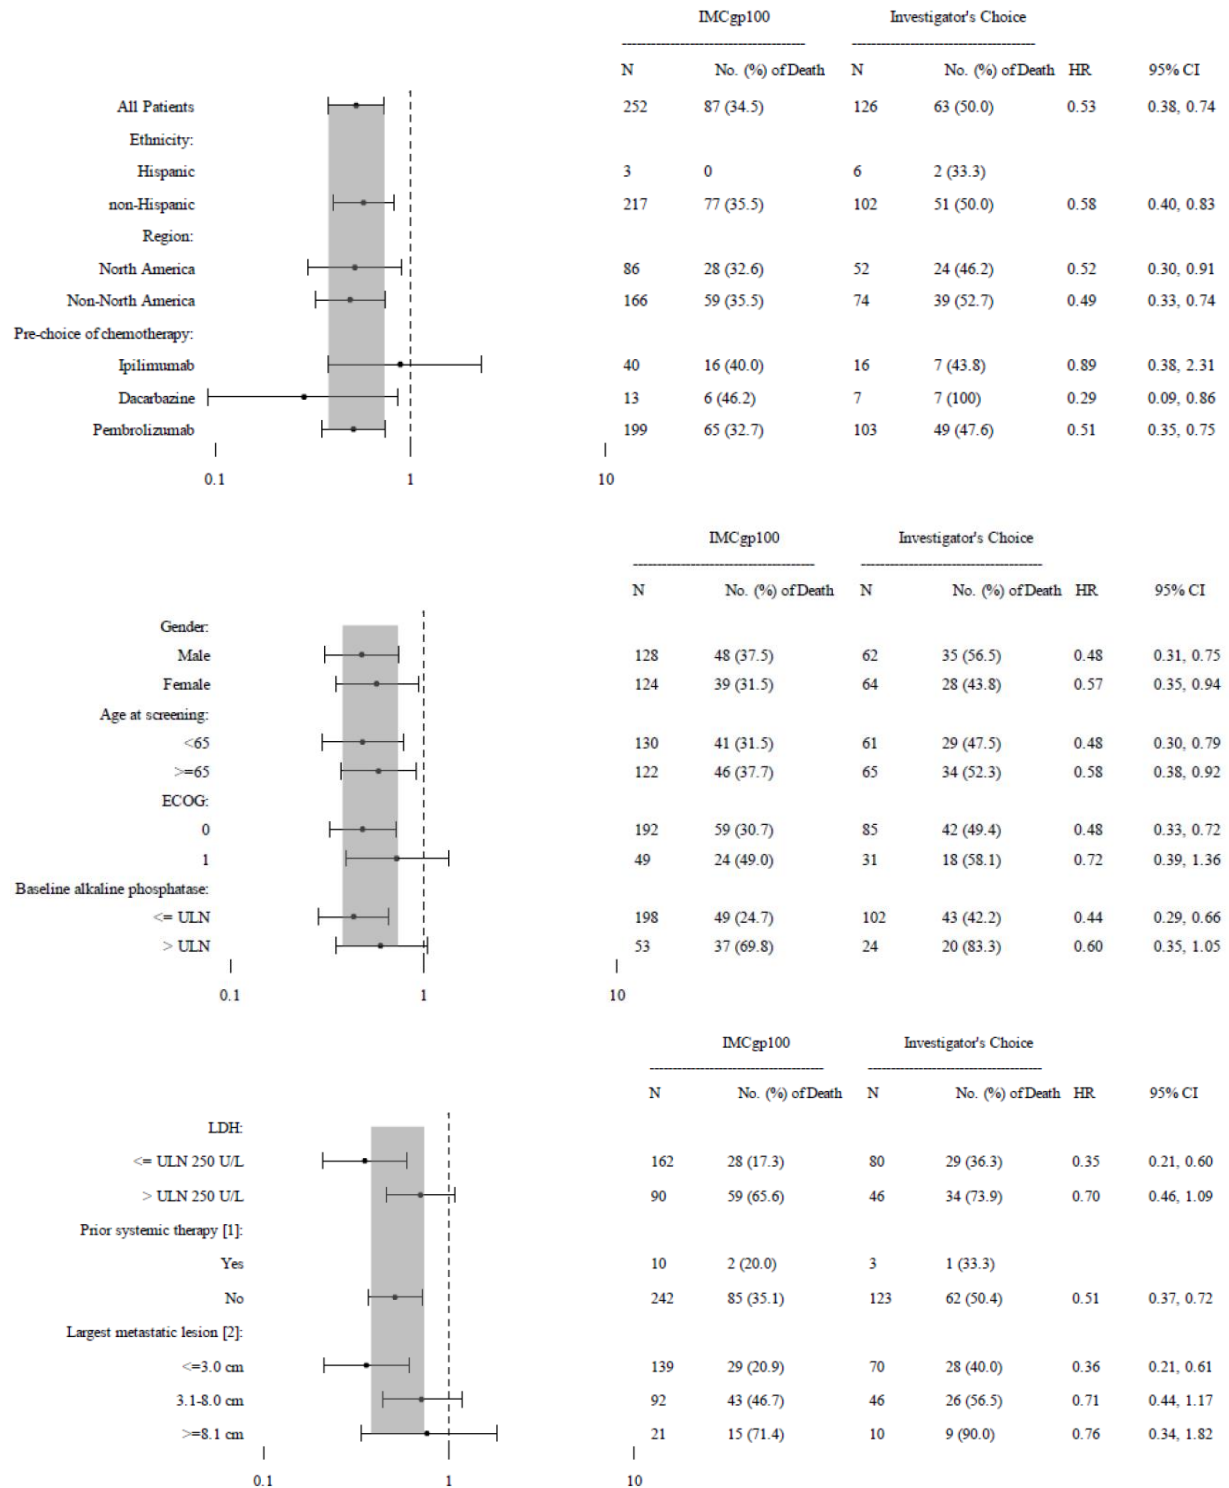 IMCgp100 Investigator's Choice
N No. (%) of Death N No. (%) of Death HR 95% CI
All Patients 252 87 (34.5) 126 63 (50.0) 0.53 0.38, 0.74
Ethnicity:
Hispanic 3 0 6 2 (33.3)
non-Hispanic 217 77 (35.5) 102 51 (50.0) 0.58 0.40, 0.83
Region:
North America 86 28 (32.6) 52 24 (46.2) 0.52 0.30, 0.91
Non-North America 166 59 (35.5) 74 39 (52.7) 0.49 0.33, 0.74
Pre-choice of chemotherapy:
Ipilimumab 40 16 (40.0) 16 7 (43.8) 0.89 0.38, 2.31
Dacarbazine 13 6 (46.2) 7 7 (100) 0.29 0.09, 0.86
Pembrolizumab 199 65 (32.7) 103 49 (47.6) 0.51 0.35, 0.75
0.1 1 10
IMCgp100 Investigator's Choice
N No. (%) of Death N No. (%) of Death HR 95% CI
Gender:
Male 128 48 (37.5) 62 35 (56.5) 0.48 0.31, 0.75
Female 124 39 (31.5) 64 28 (43.8) 0.57 0.35, 0.94
Age at screening:
<65 130 41 (31.5) 61 29 (47.5) 0.48 0.30, 0.79
>=65 122 46 (37.7) 65 34 (52.3) 0.58 0.38, 0.92
ECOG:
0 192 59 (30.7) 85 42 (49.4) 0.48 0.33, 0.72
1 49 24 (49.0) 31 18 (58.1) 0.72 0.39, 1.36
Baseline alkaline phosphatase:
<= ULN 198 49 (24.7) 102 43 (42.2) 0.44 0.29, 0.66
> ULN 53 37 (69.8) 24 20 (83.3) 0.60 0.35, 1.05
0.1 1 10
IMCgp100 Investigator's Choice
N No. (%) of Death N No. (%) of Death HR 95% CI
LDH:
<= ULN 250 U/L 162 28 (17.3) 80 29 (36.3) 0.35 0.21, 0.60
> ULN 250 U/L 90 59 (65.6) 46 34 (73.9) 0.70 0.46, 1.09
Prior systemic therapy [1]:
Yes 10 2 (20.0) 3 1 (33.3)
No 242 85 (35.1) 123 62 (50.4) 0.51 0.37, 0.72
Largest metastatic lesion [2]:
<=3.0 cm 139 29 (20.9) 70 28 (40.0) 0.36 0.21, 0.61
3.1-8.0 cm 92 43 (46.7) 46 26 (56.5) 0.71 0.44, 1.17
>=8.1 cm 21 15 (71.4) 10 9 (90.0) 0.76 0.34, 1.82
0.1 1 10